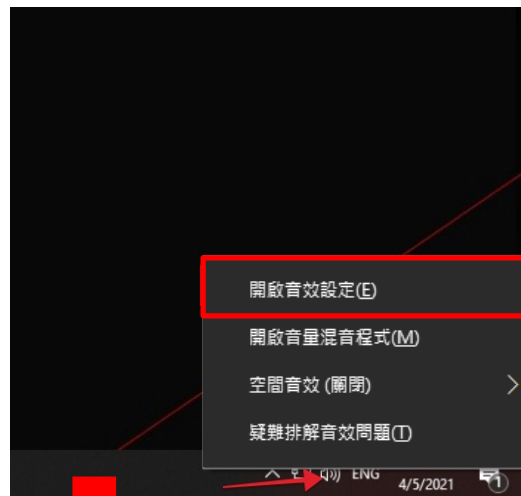 開啟音效設定(E)
開啟音量混音程式(M)
空間音效 (關閉)
疑難排解音效問題(T)
ENG
4/5/2021
1